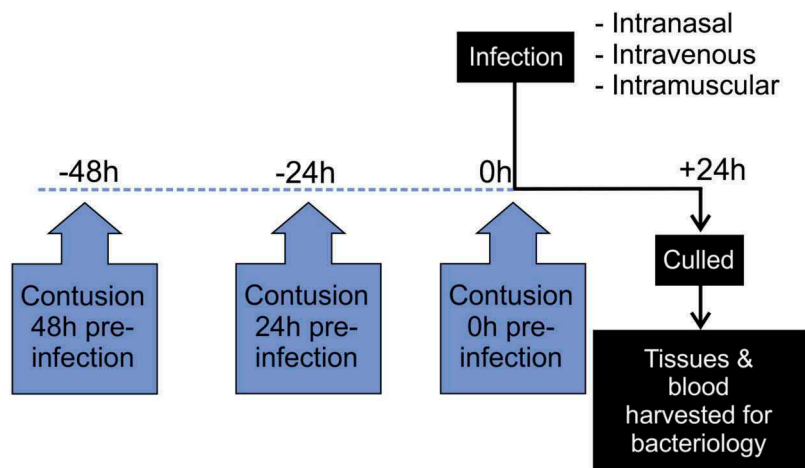 Infection
- Intranasal
- Intravenous
- Intramuscular
-48h
-24h
0h
+24h
Contusion
48h pre-
infection
Contusion
24h pre-
infection
Contusion
0h pre-
infection
Culled
Tissues &
blood
harvested for
bacteriology